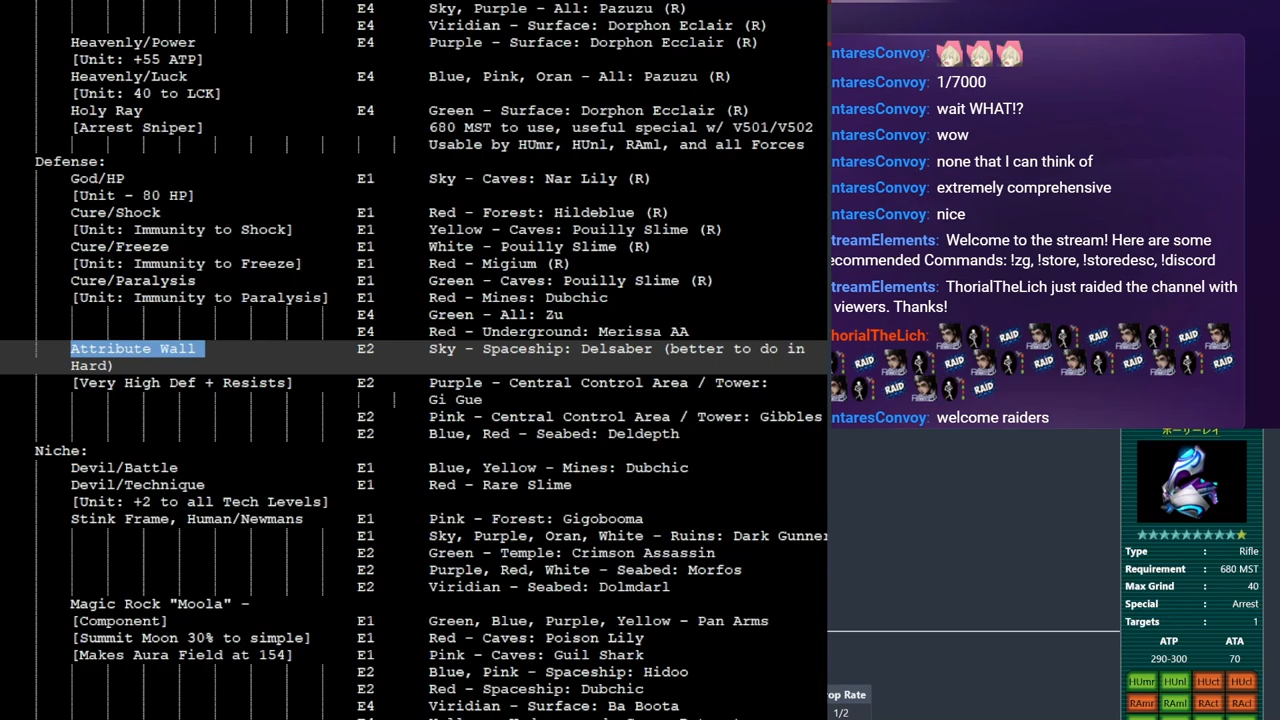 E4 Sky, Purple - All: Pazuzu (R)
E4 Viridian - Surface: Dorphon Eclair (R)
Heavenly/Power E4 Purple - Surface: Dorphon Ecclair (R)
[Unit: +55 ATP]
Heavenly/Luck E4 Blue, Pink, Oran - All: Pazuzu (R)
[Unit: 40 to LCK]
Holy Ray E4 Green - Surface: Dorphon Ecclair (R)
[Arrest Sniper] 680 MST to use, useful special w/ V501/V502
Usable by HUmr, HUnl, RAml, and all Forces
Defense:
God/HP E1 Sky - Caves: Nar Lily (R)
[Unit - 80 HP]
Cure/Shock E1 Red - Forest: Hildeblue (R)
[Unit: Immunity to Shock] E1 Yellow - Caves: Pouilly Slime (R)
Cure/Freeze E1 White - Pouilly Slime (R)
[Unit: Immunity to Freeze] E1 Red - Migium (R)
Cure/Paralysis E1 Green - Caves: Pouilly Slime (R)
[Unit: Immunity to Paralysis] E1 Red - Mines: Dubchic
E4 Green - All: Zu
E4 Red - Underground: Merissa AA
Attribute Wall E2 Sky - Spaceship: Delsaber (better to do in
Hard)
[Very High Def + Resists] E2 Purple - Central Control Area / Tower:
Gi Gue
E2 Pink - Central Control Area / Tower: Gibbles
E2 Blue, Red - Seabed: Deldepth
Niche:
Devil/Battle E1 Blue, Yellow - Mines: Dubchic
Devil/Technique E1 Red - Rare Slime
[Unit: +2 to all Tech Levels]
Stink Frame, Human/Newmans E1 Pink - Forest: Gigobooma
E1 Sky, Purple, Oran, White - Ruins: Dark Gunner
E2 Green - Temple: Crimson Assassin
E2 Purple, Red, White - Seabed: Morfos
E2 Viridian - Seabed: Dolmdarl
Magic Rock "Moola" -
[Component] E1 Green, Blue, Purple, Yellow - Pan Arms
[Summit Moon 30% to simple] E1 Red - Caves: Poison Lily
[Makes Aura Field at 154] E1 Pink - Caves: Guil Shark
E2 Blue, Pink - Spaceship: Hidoo
E2 Red - Spaceship: Dubchic
E4 Viridian - Surface: Ba Boota
ntaresConvoy:
ntaresConvoy: 1/7000
ntaresConvoy: wait WHAT!?
ntaresConvoy: wow
ntaresConvoy: none that I can think of
ntaresConvoy: extremely comprehensive
ntaresConvoy: nice
treamElements: Welcome to the stream! Here are some
ecommended Commands: !zg, !store, !storedesc, !discord
treamElements: ThorialTheLich just raided the channel with
viewers. Thanks!
horialTheLich: RAID RAID RAID
RAID RAID RAID RAID RAID
RAID RAID
ntaresConvoy: welcome raiders
ホーリーレイ
Type : Rifle
Requirement : 680 MST
Max Grind : 40
Special : Arrest
Targets : 1
ATP ATA
290-300 70
HUmr HUnl HUct HUcl
RAmr RAml RAct RAcl
op Rate
1/2